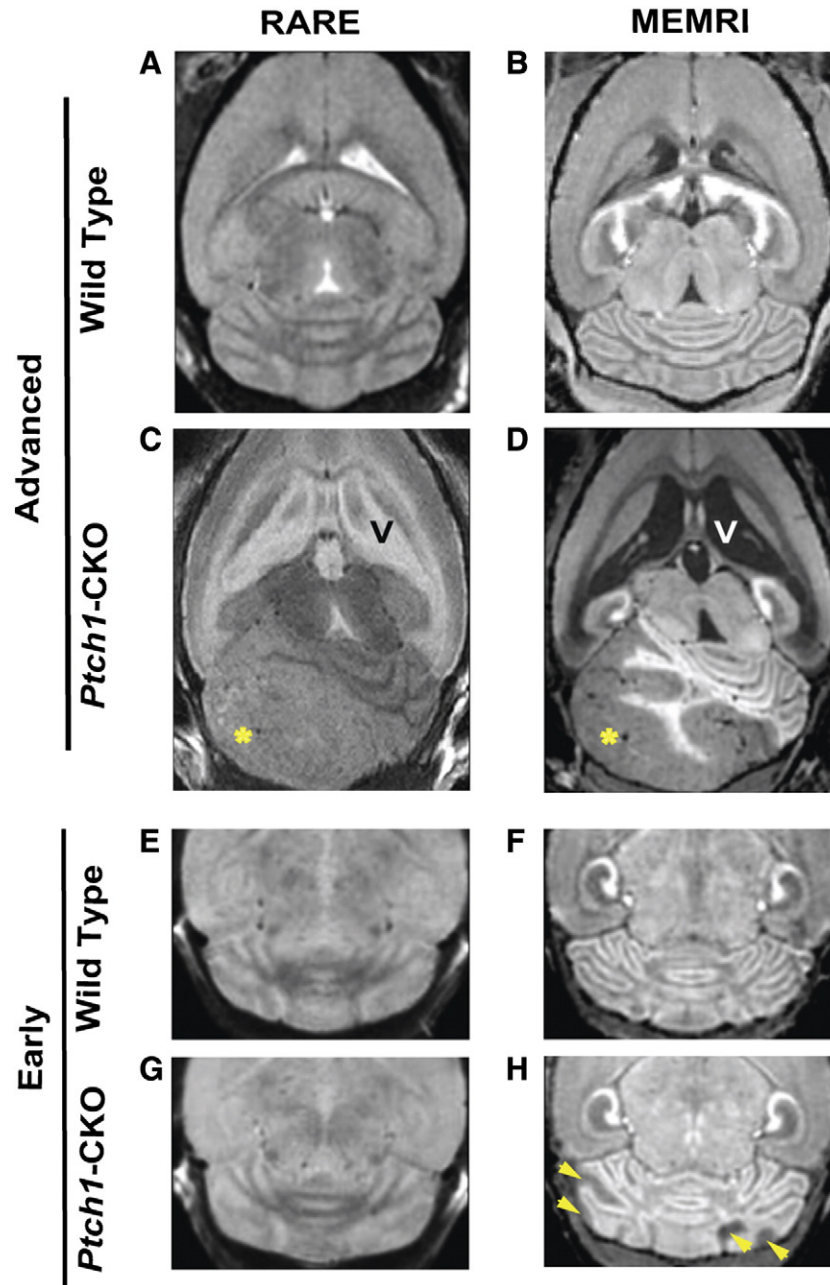 RARE
MEMRI
A
B
Advanced
Wild Type
C
D
V
V
Ptch1-CKO
*
*
E
F
Early
Wild Type
G
H
Ptch1-CKO